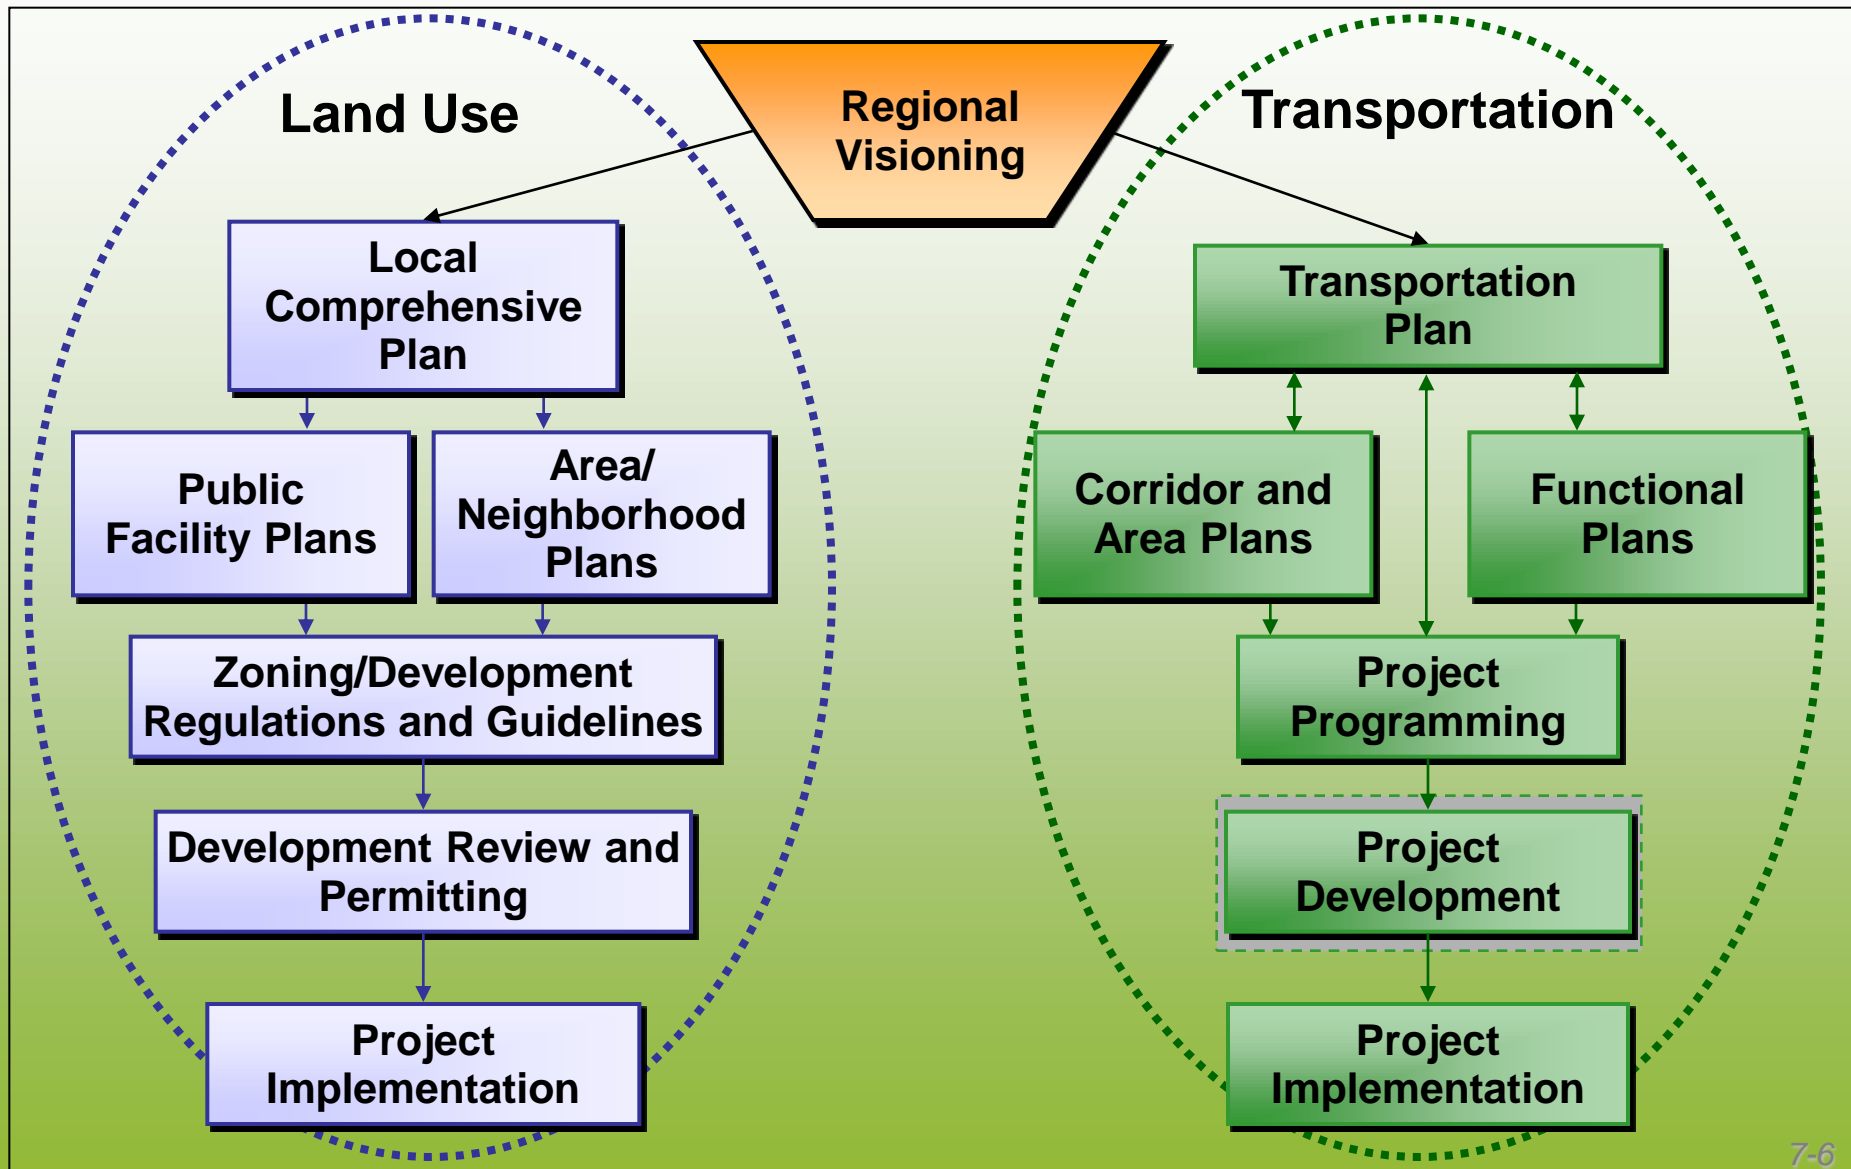 Land Use
Regional
Visioning
Transportation
Local
Comprehensive
Plan
Public
Facility Plans
Area/
Neighborhood
Plans
Zoning/Development
Regulations and Guidelines
Development Review and
Permitting
Project
Implementation
Transportation
Plan
Corridor and
Area Plans
Functional
Plans
Project
Programming
Project
Development
Project
Implementation
7-6